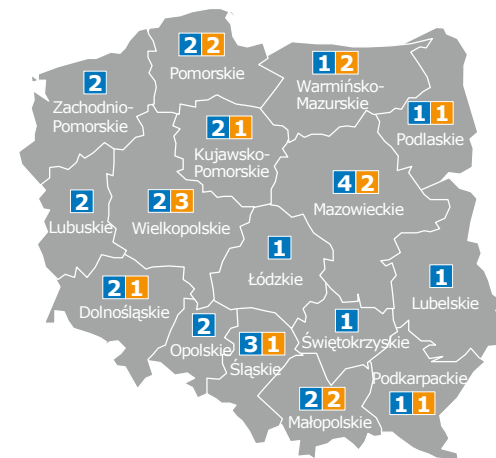 2 2
Pomorskie
1 2
Warmińsko-
Mazurskie
2
Zachodnio-
Pomorskie
1 1
Podlaskie
2 1
Kujawsko-
Pomorskie
4 2
Mazowieckie
2
Lubuskie
2 3
Wielkopolskie
1
Łódzkie
1
Lubelskie
2 1
Dolnośląskie
2
Opolskie
3 1
Śląskie
1
Świętokrzyskie
Podkarpackie
1 1
2 2
Małopolskie